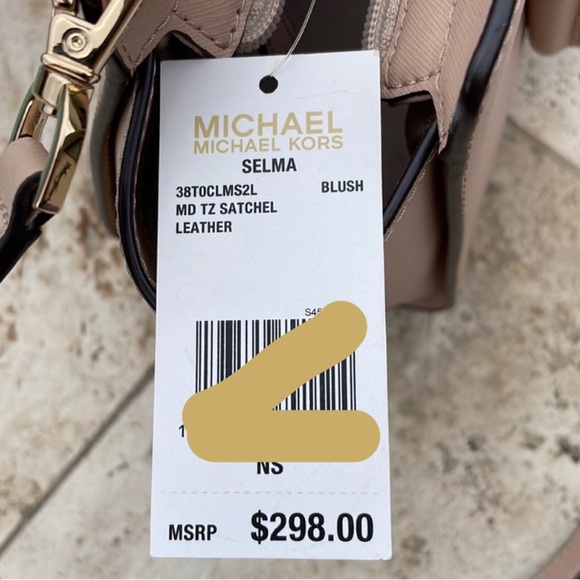 MICHAEL
MICHAEL KORS
SELMA
38T0CLMS2L BLUSH
MD TZ SATCHEL
LEATHER
NS
MSRP $298.00